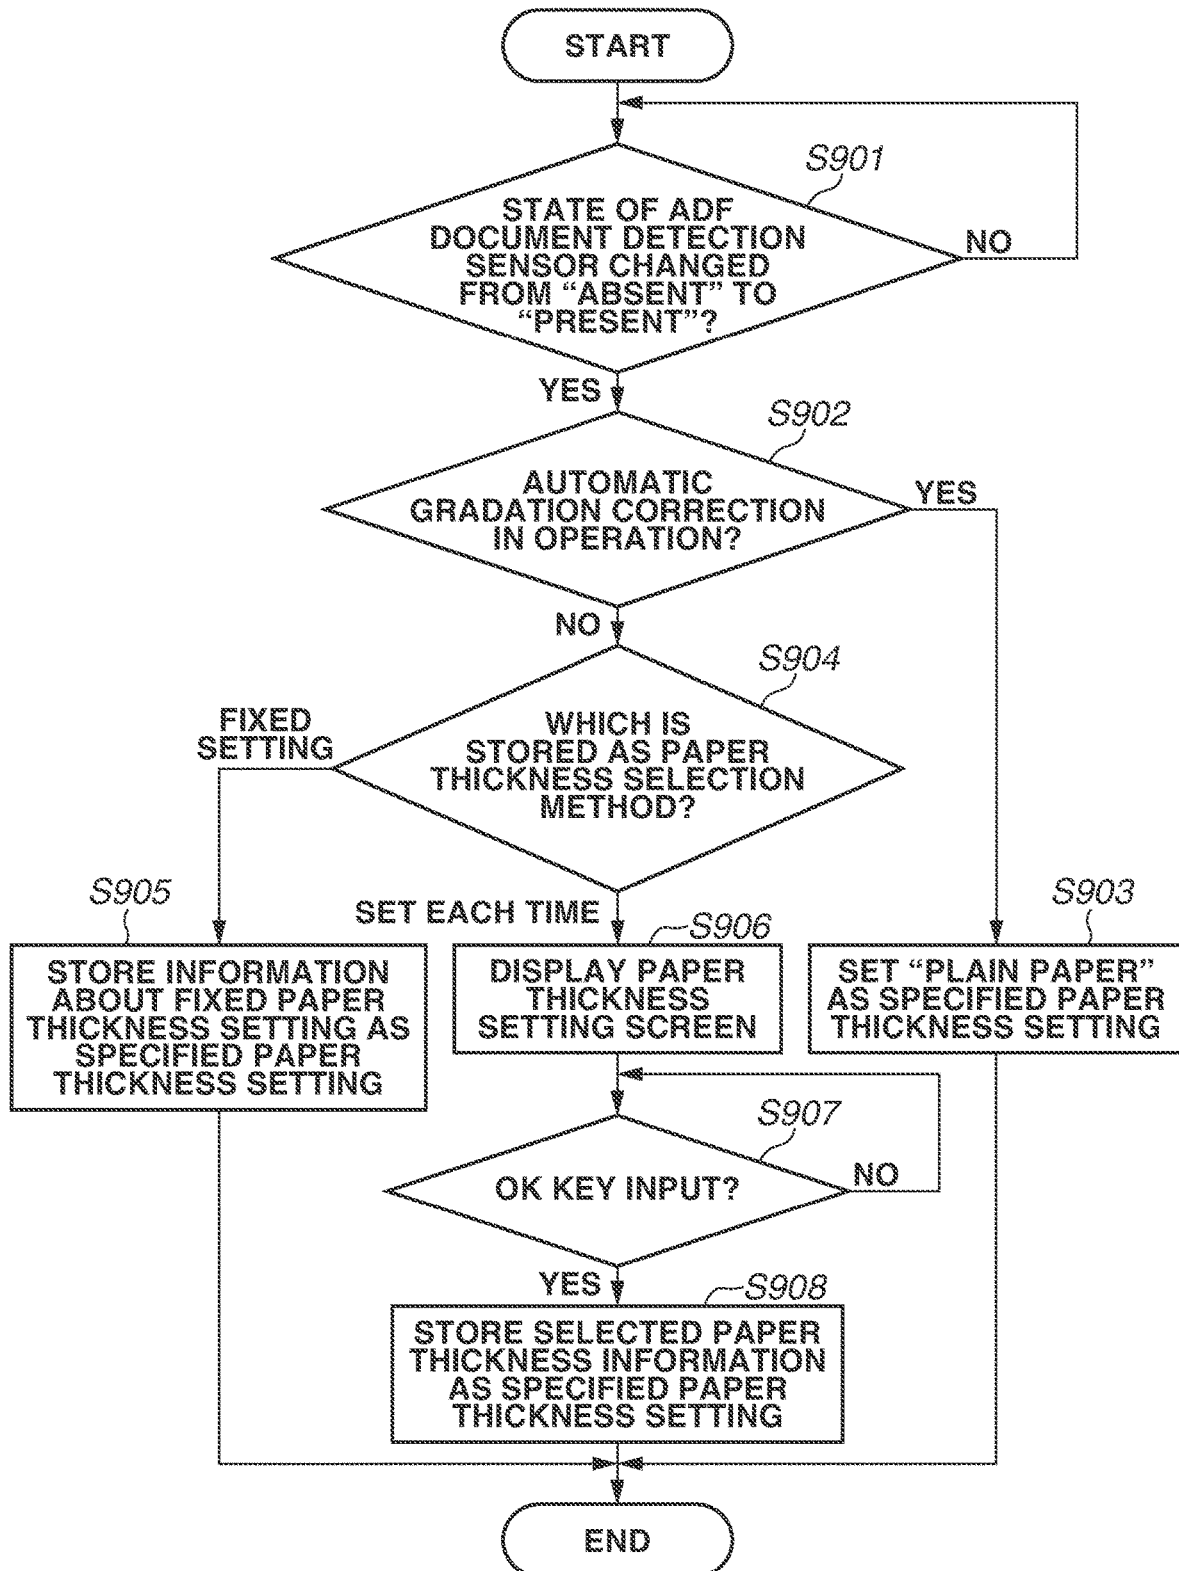 START
S901
STATE OF ADF
DOCUMENT DETECTION
SENSOR CHANGED
FROM “ABSENT” TO
“PRESENT”?
NO
YES
S902
AUTOMATIC
GRADATION CORRECTION
IN OPERATION?
YES
NO
S904
WHICH IS
STORED AS PAPER
THICKNESS SELECTION
METHOD?
FIXED
SETTING
SET EACH TIME
S905
STORE INFORMATION
ABOUT FIXED PAPER
THICKNESS SETTING AS
SPECIFIED PAPER
THICKNESS SETTING
S906
DISPLAY PAPER
THICKNESS
SETTING SCREEN
S903
SET “PLAIN PAPER”
AS SPECIFIED PAPER
THICKNESS SETTING
S907
OK KEY INPUT?
NO
YES
S908
STORE SELECTED PAPER
THICKNESS INFORMATION
AS SPECIFIED PAPER
THICKNESS SETTING
END